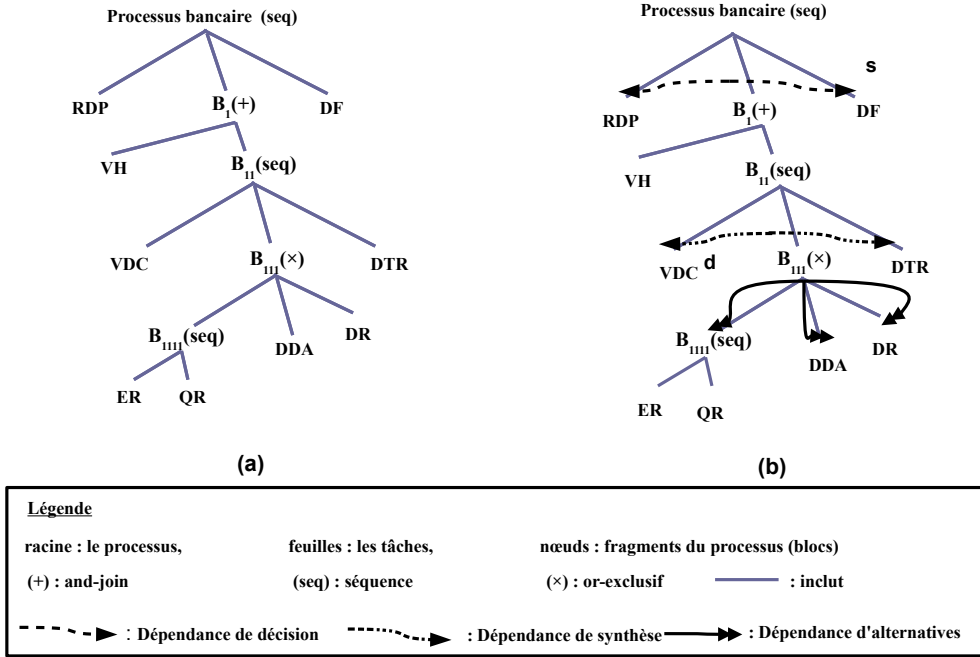 Processus bancaire (seq)
RDP
B1(+)
DF
VH
B11(seq)
VDC
B111(×)
DTR
B1111(seq)
DDA
DR
ER
QR
(a)
Processus bancaire (seq)
s
RDP
B1(+)
DF
VH
B11(seq)
VDC
d
B111(×)
DTR
B1111(seq)
DDA
DR
ER
QR
(b)
Légende
racine : le processus, feuilles : les tâches, nœuds : fragments du processus (blocs)
(+) : and-join (seq) : séquence (×) : or-exclusif : inclut
: Dépendance de décision : Dépendance de synthèse : Dépendance d'alternatives